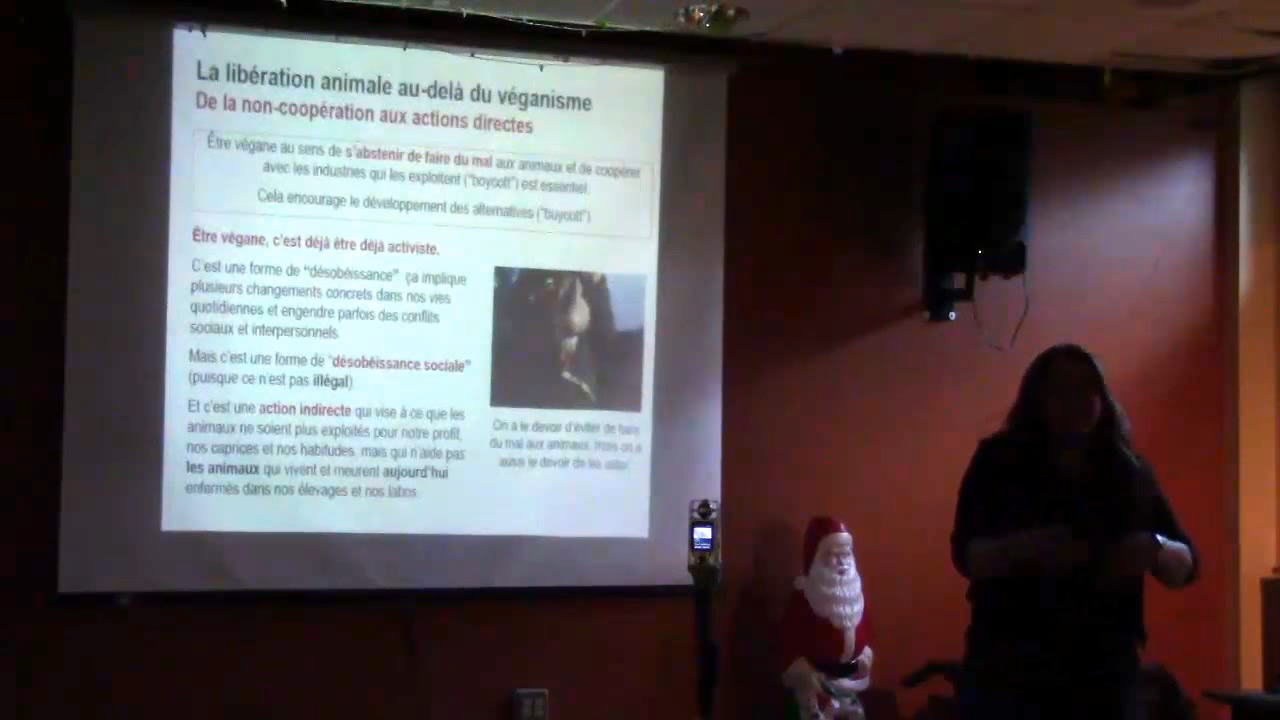 La libération animale au-delà du véganisme
De la non-coopération aux actions directes
Être végane au sens de s'abstenir de faire du mal aux animaux et de coopérer
avec les industries qui les exploitent ("boycott") est essentiel.
Cela encourage le développement des alternatives ("buycott")
Être végane, c'est déjà être déjà activiste.
C'est une forme de "désobéissance" ça implique
plusieurs changements concrets dans nos vies
quotidiennes et engendre parfois des conflits
sociaux et interpersonnels.
Mais c'est une forme de "désobéissance sociale"
(puisque ce n'est pas illégal)
Et c'est une action indirecte qui vise à ce que les
animaux ne soient plus exploités pour notre profit,
nos caprices et nos habitudes, mais qui n'aide pas
les animaux qui vivent et meurent aujourd'hui
enfermés dans nos élevages et nos labos.
On a le devoir d'éviter de faire
du mal aux animaux, mais on a
aussi le devoir de les aider